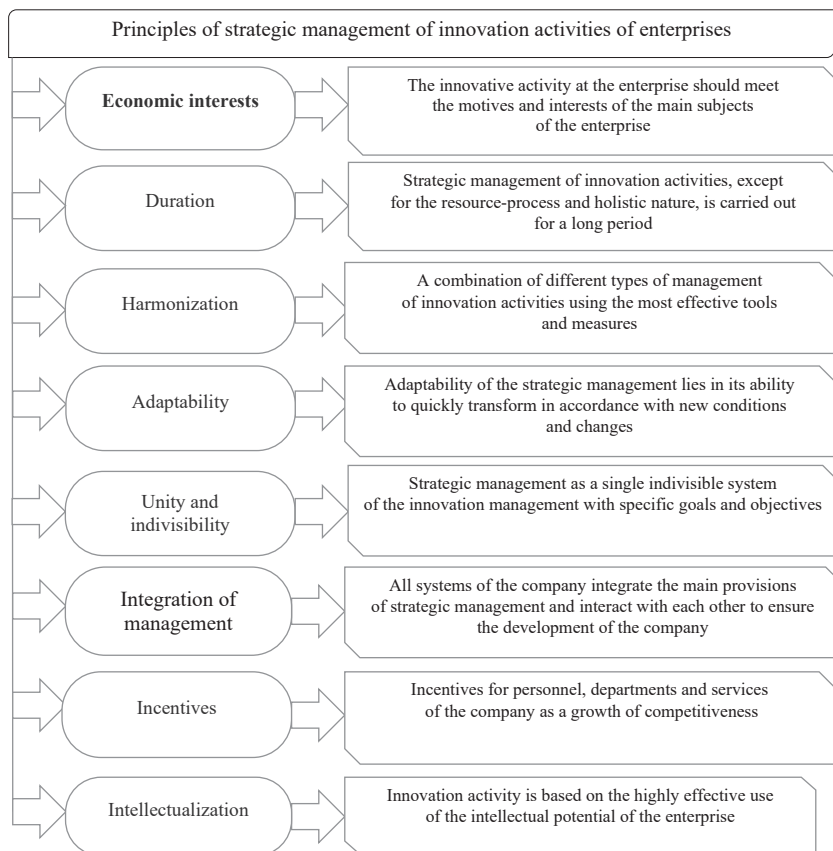 Principles of strategic management of innovation activities of enterprises
Economic interests
The innovative activity at the enterprise should meet
the motives and interests of the main subjects
of the enterprise
Duration
Strategic management of innovation activities, except
for the resource-process and holistic nature, is carried out
for a long period
Harmonization
A combination of different types of management
of innovation activities using the most effective tools
and measures
Adaptability
Adaptability of the strategic management lies in its ability
to quickly transform in accordance with new conditions
and changes
Unity and
indivisibility
Strategic management as a single indivisible system
of the innovation management with specific goals and objectives
Integration of
management
All systems of the company integrate the main provisions
of strategic management and interact with each other to ensure
the development of the company
Incentives
Incentives for personnel, departments and services
of the company as a growth of competitiveness
Intellectualization
Innovation activity is based on the highly effective use
of the intellectual potential of the enterprise